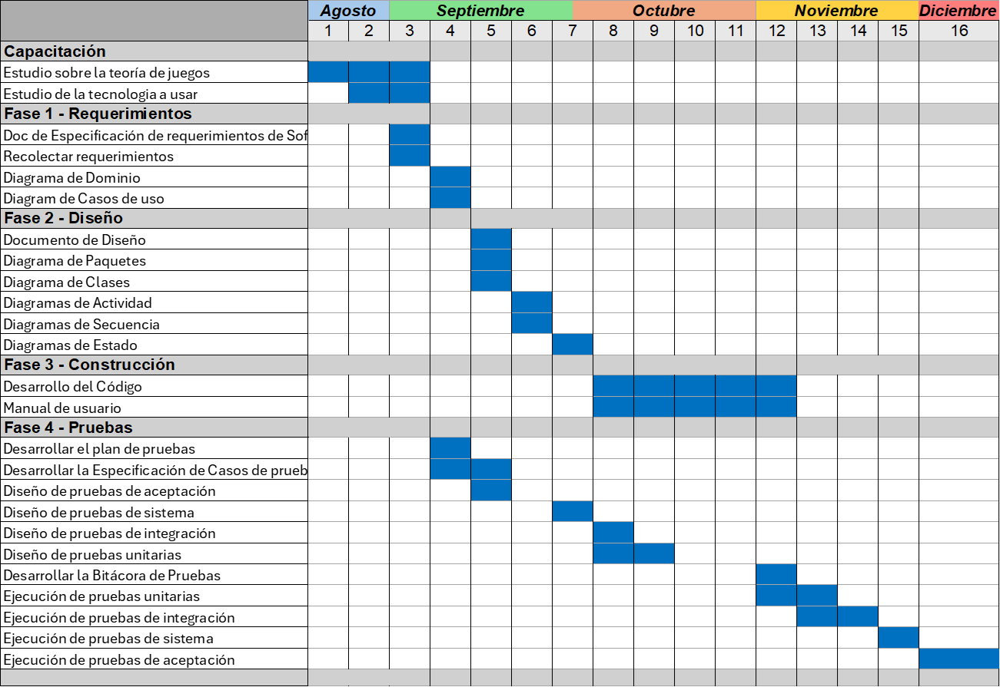 Agosto Septiembre Octubre Noviembre Diciembre
1 2 3 4 5 6 7 8 9 10 11 12 13 14 15 16
Capacitación
Estudio sobre la teoría de juegos
Estudio de la tecnologia a usar
Fase 1 - Requerimientos
Doc de Especificación de requerimientos de Sof
Recolectar requerimientos
Diagrama de Dominio
Diagram de Casos de uso
Fase 2 - Diseño
Documento de Diseño
Diagrama de Paquetes
Diagrama de Clases
Diagramas de Actividad
Diagramas de Secuencia
Diagramas de Estado
Fase 3 - Construcción
Desarrollo del Código
Manual de usuario
Fase 4 - Pruebas
Desarrollar el plan de pruebas
Desarrollar la Especificación de Casos de prueb
Diseño de pruebas de aceptación
Diseño de pruebas de sistema
Diseño de pruebas de integración
Diseño de pruebas unitarias
Desarrollar la Bitácora de Pruebas
Ejecución de pruebas unitarias
Ejecución de pruebas de integración
Ejecución de pruebas de sistema
Ejecución de pruebas de aceptación